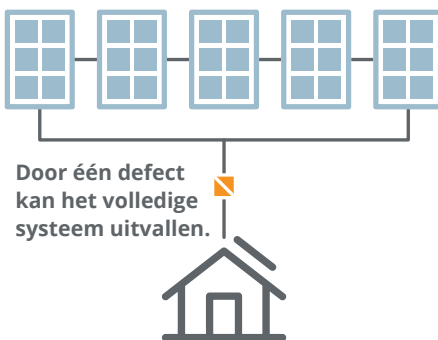 Door één defect
kan het volledige
systeem uitvallen.